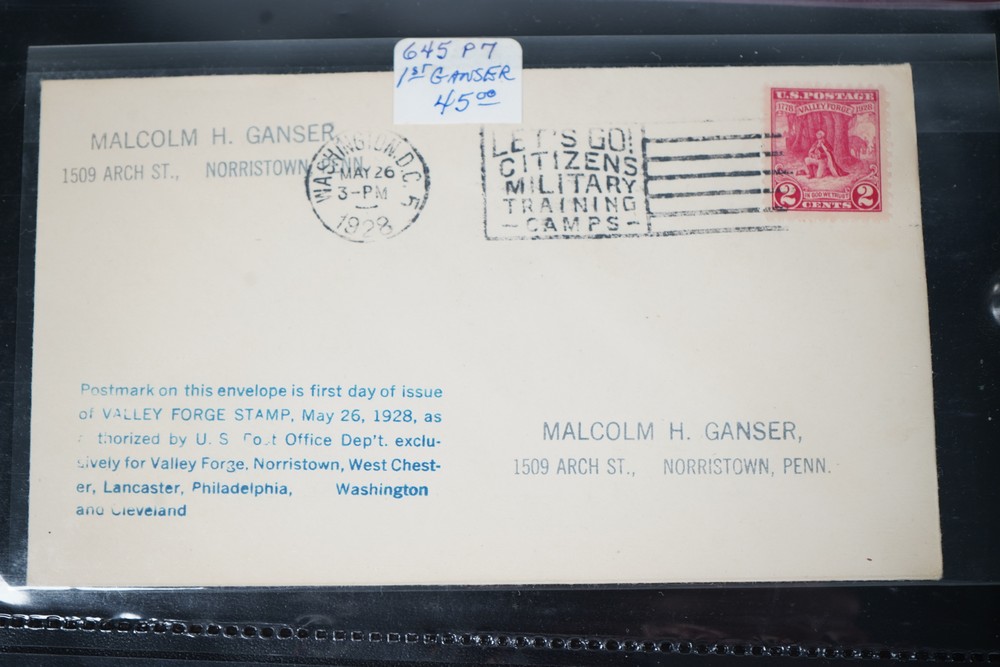 645 P7
1ST GANSER
45.00
MALCOLM H. GANSER,
1509 ARCH ST., NORRISTOWN, PENN.
WASHINGTON, D.C. 5
MAY 26
3-PM
1928
LET'S GO!
CITIZENS
MILITARY
TRAINING
-CAMPS-
U.S. POSTAGE
1778 VALLEY FORGE 1928
IN GOD WE TRUST
2 CENTS 2
Postmark on this envelope is first day of issue
of VALLEY FORGE STAMP, May 26, 1928, as
authorized by U. S. Post Office Dep't. exclu-
sively for Valley Forge, Norristown, West Chest-
er, Lancaster, Philadelphia, Washington
and Cleveland
MALCOLM H. GANSER,
1509 ARCH ST., NORRISTOWN, PENN.